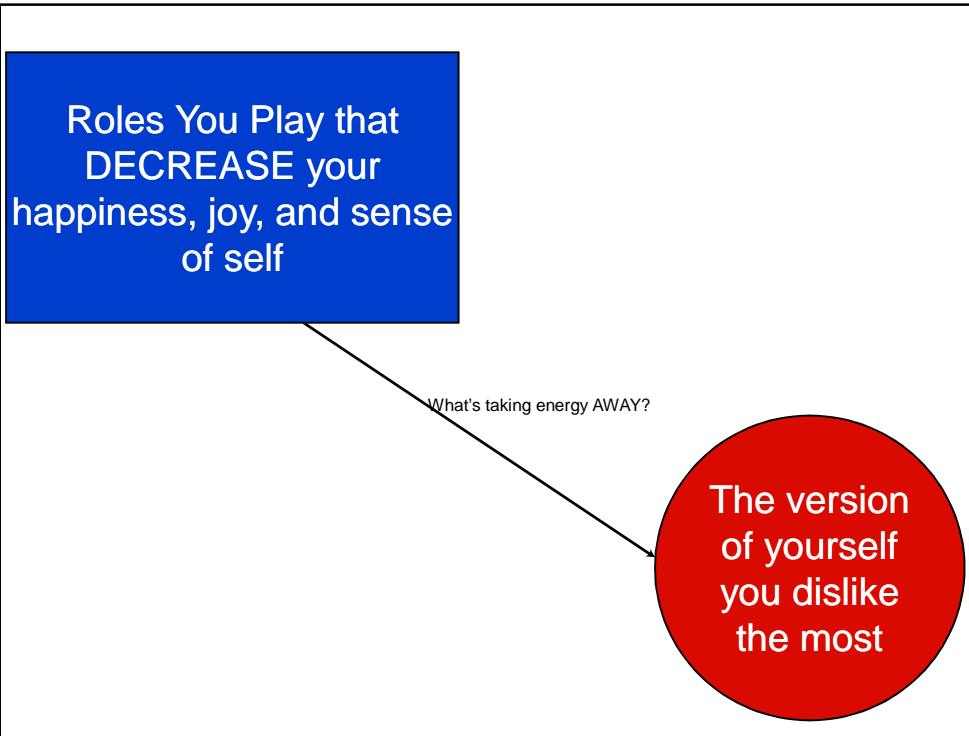 Roles You Play that
DECREASE your
happiness, joy, and sense
of self
What’s taking energy AWAY?
The version
of yourself
you dislike
the most